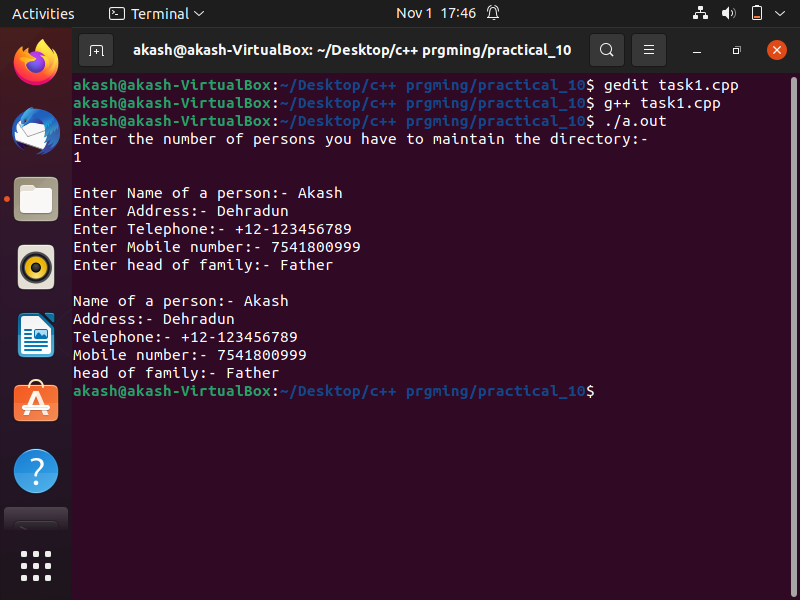 Activities Terminal Nov 1 17:46
akash@akash-VirtualBox: ~/Desktop/c++ prgming/practical_10
akash@akash-VirtualBox:~/Desktop/c++ prgming/practical_10$ gedit task1.cpp
akash@akash-VirtualBox:~/Desktop/c++ prgming/practical_10$ g++ task1.cpp
akash@akash-VirtualBox:~/Desktop/c++ prgming/practical_10$ ./a.out
Enter the number of persons you have to maintain the directory:-
1
Enter Name of a person:- Akash
Enter Address:- Dehradun
Enter Telephone:- +12-123456789
Enter Mobile number:- 7541800999
Enter head of family:- Father
Name of a person:- Akash
Address:- Dehradun
Telephone:- +12-123456789
Mobile number:- 7541800999
head of family:- Father
akash@akash-VirtualBox:~/Desktop/c++ prgming/practical_10$